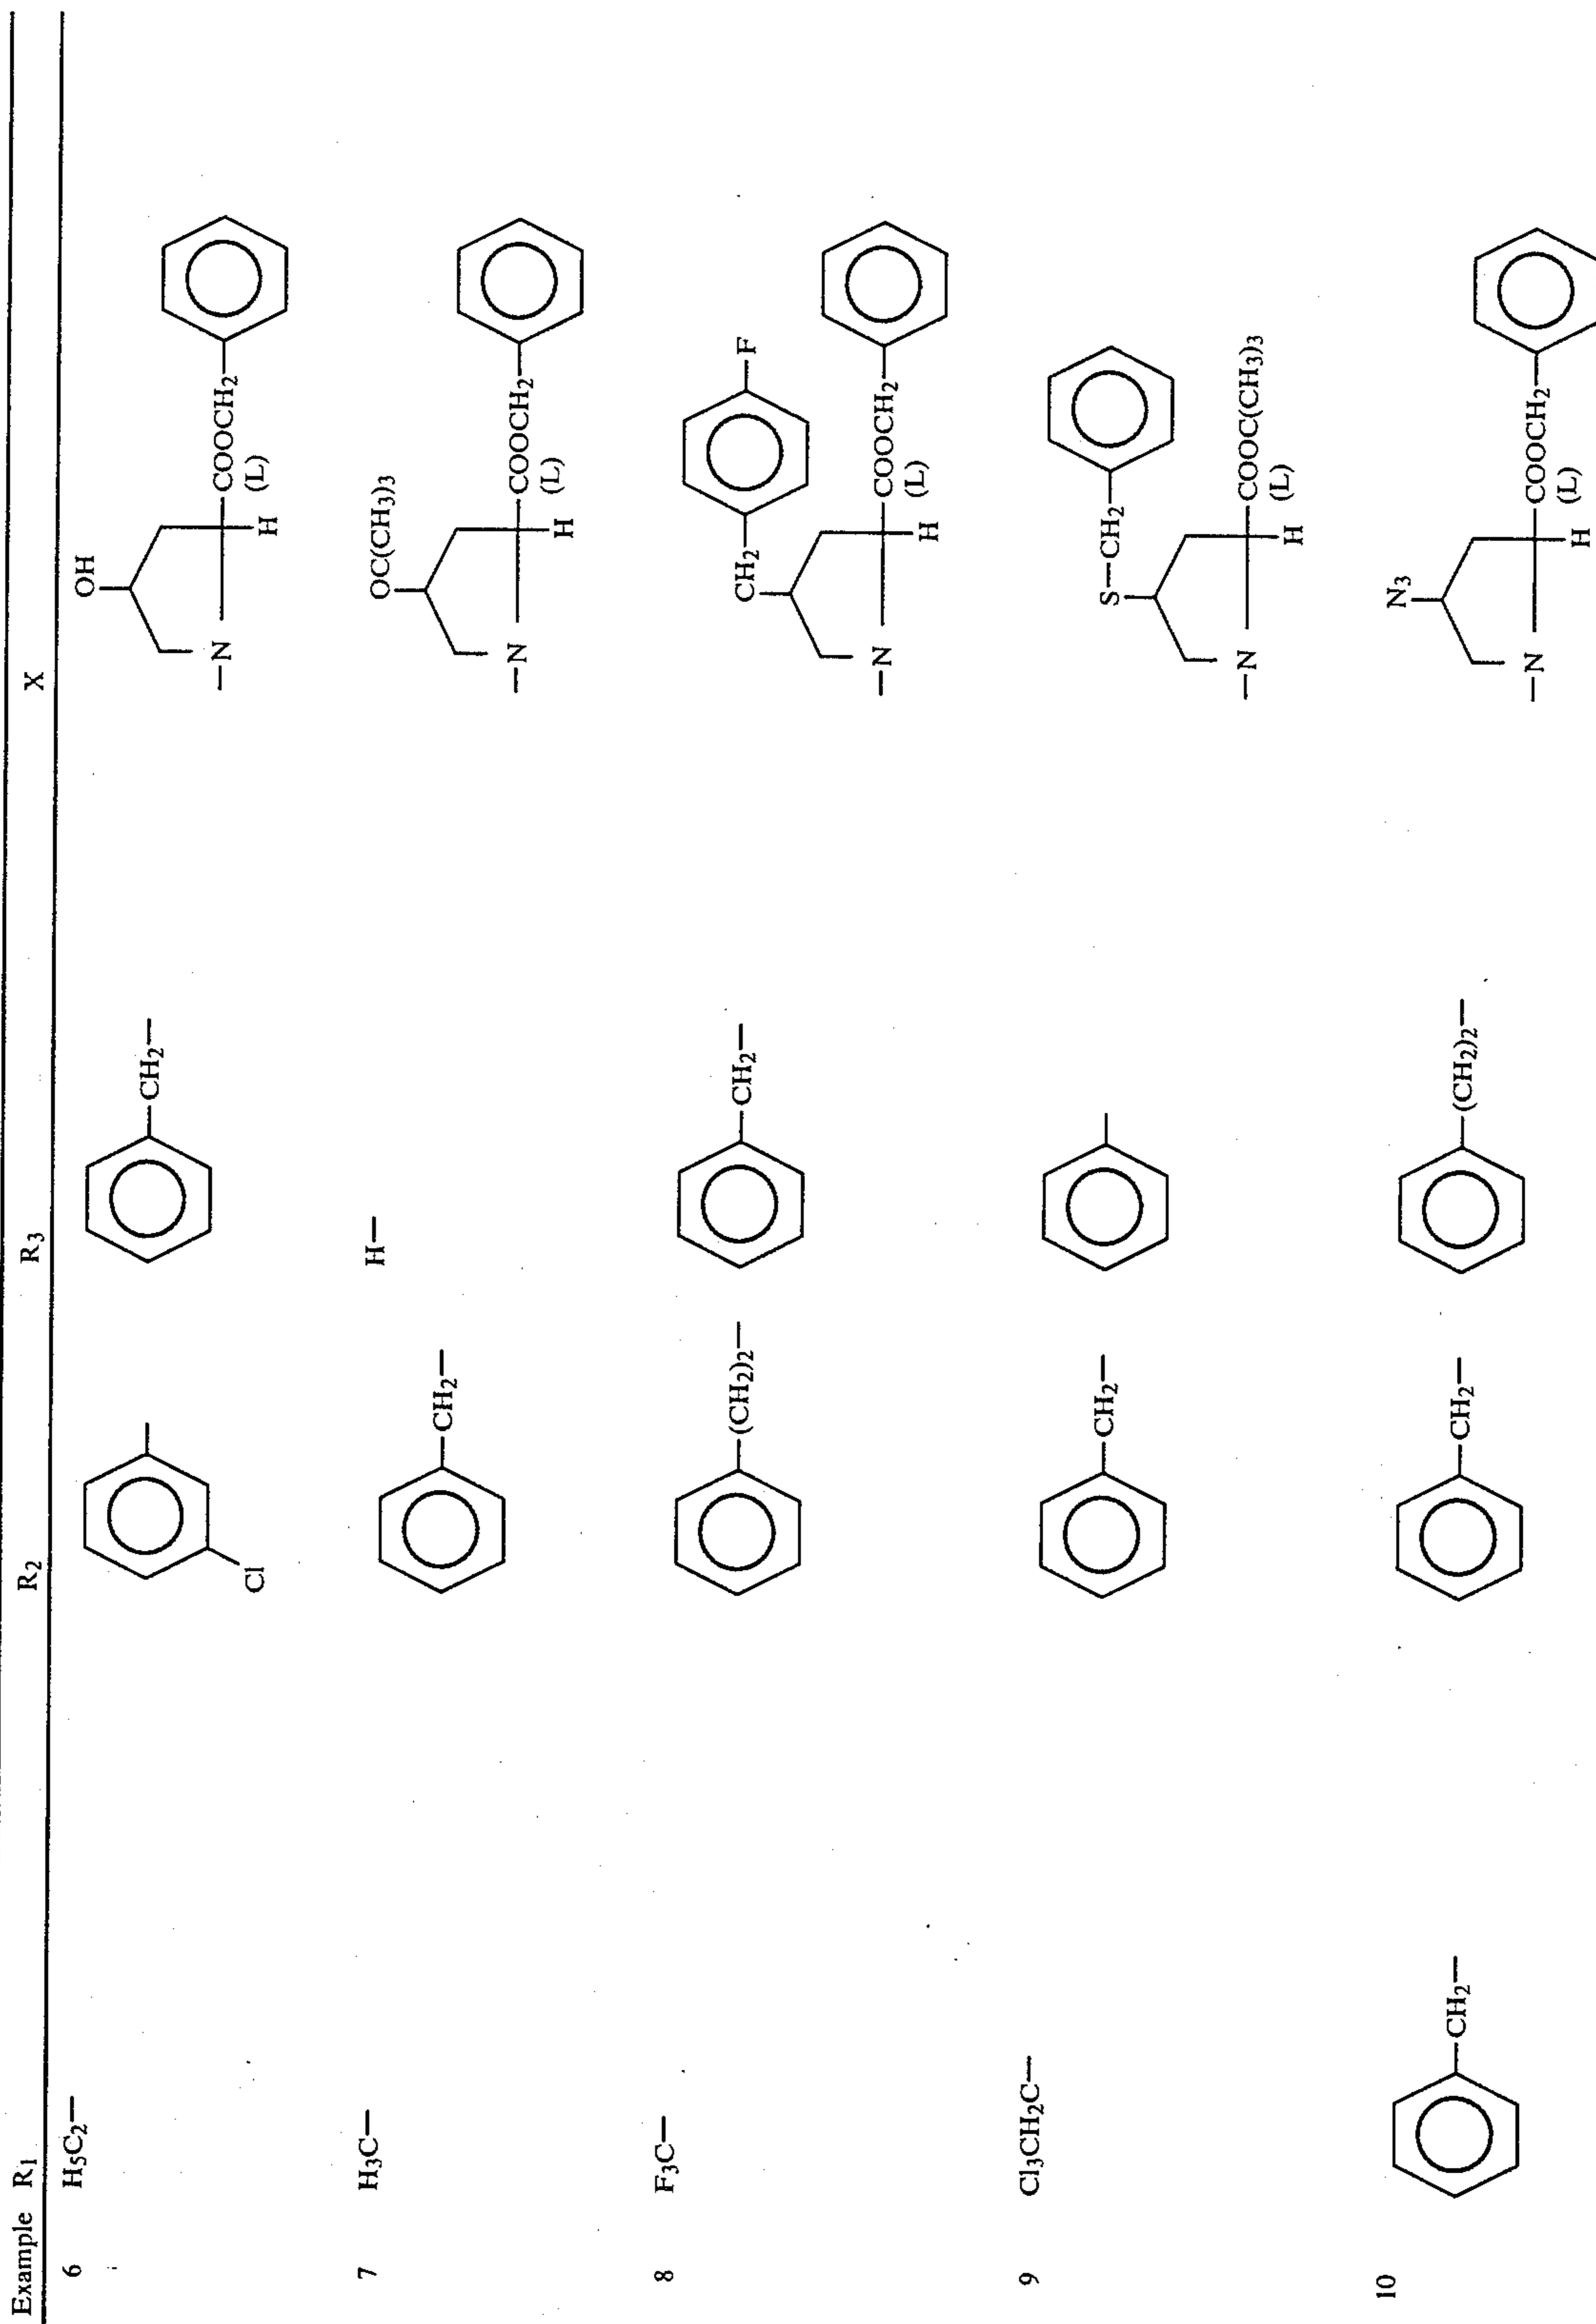 Example R1 R2 R3 X
6 H5C2— Cl —CH2— OH —N H COOCH2— (L)
7 H3C— —CH2— H— OC(CH3)3 —N H COOCH2— (L)
8 F3C— —(CH2)2— —CH2— CH2— —F —N H COOCH2— (L)
9 Cl3CH2C— —CH2— S—CH2— —N H COOC(CH3)3 (L)
10 —CH2— —CH2— —(CH2)2— N3 —N H COOCH2— (L)